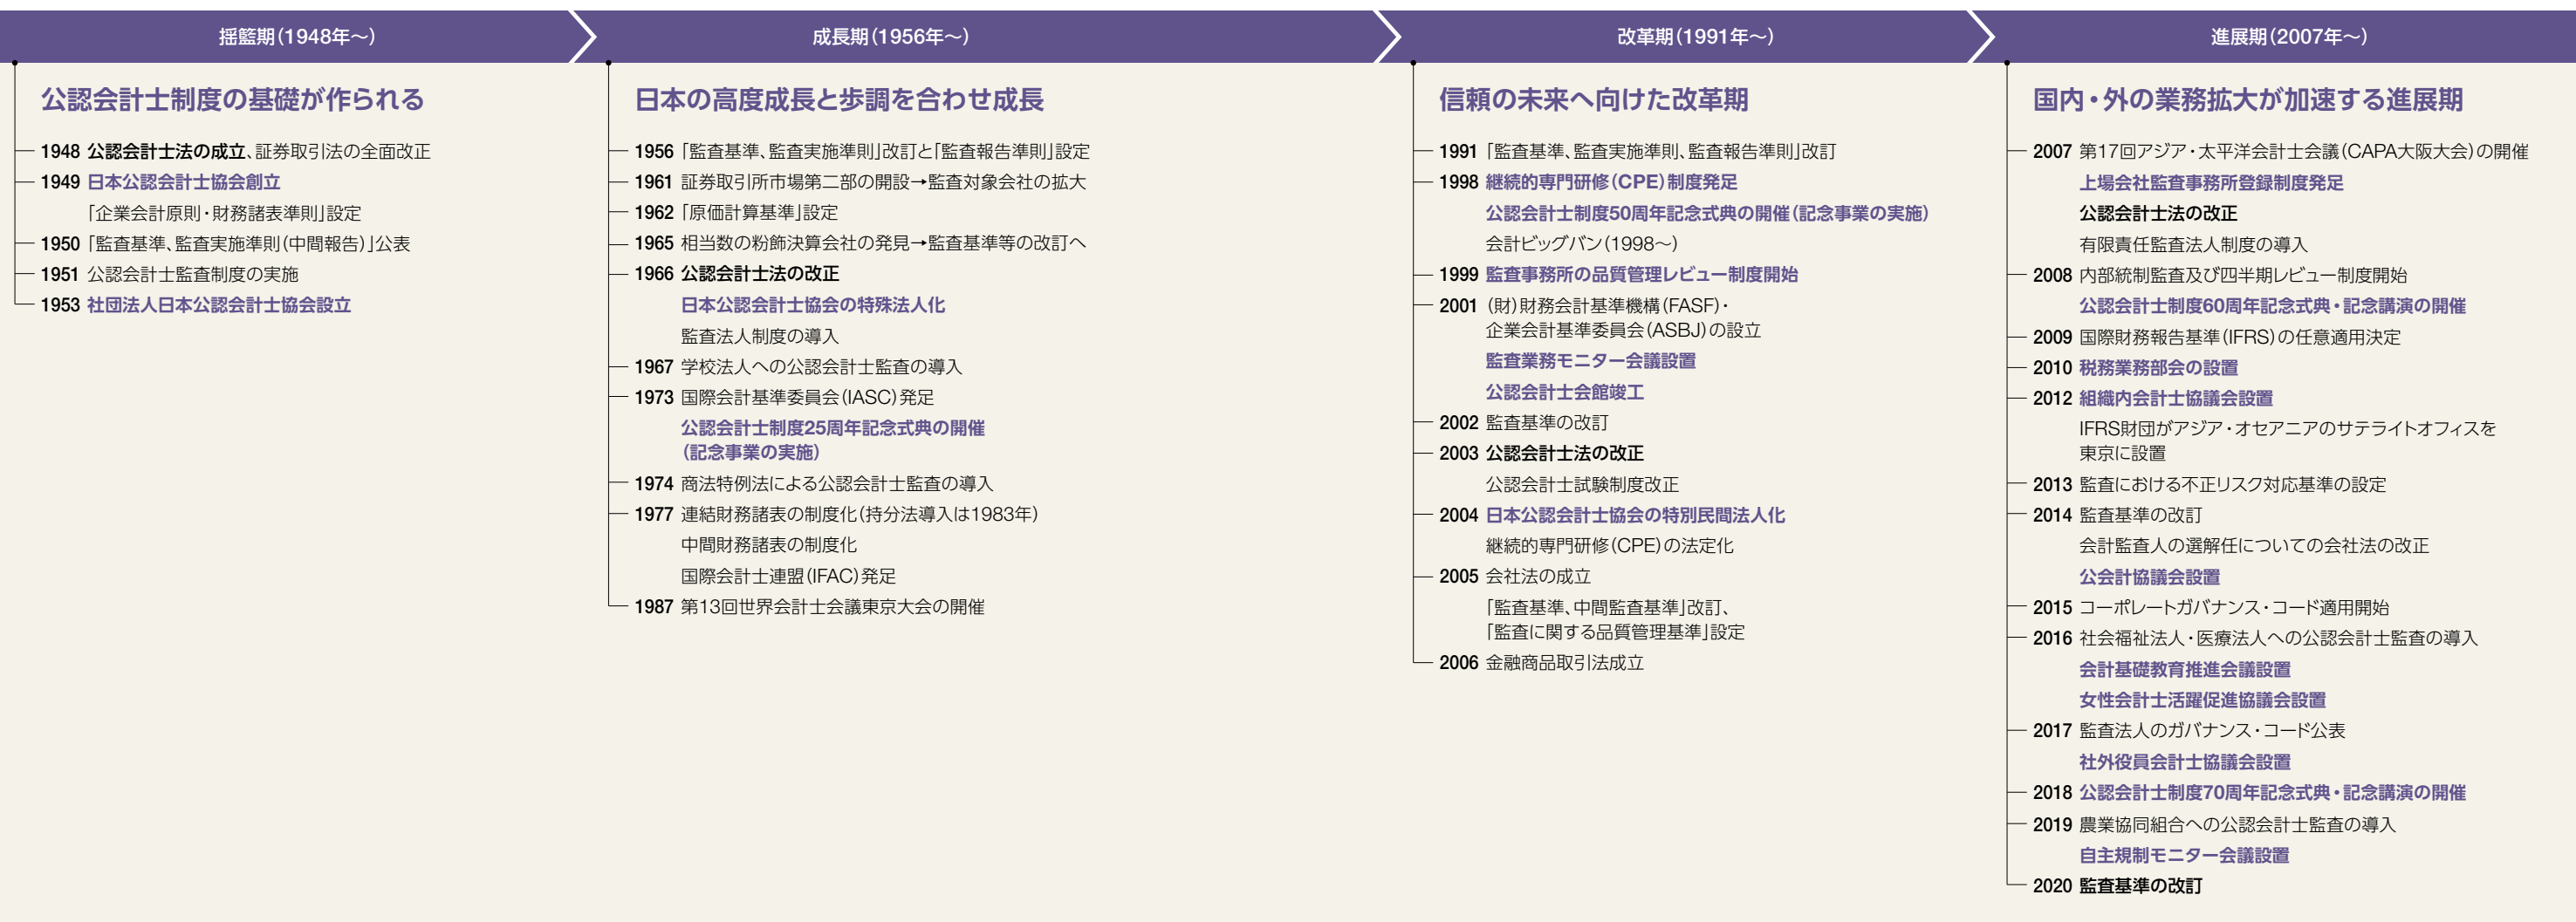 揺籃期(1948年～)
公認会計士制度の基礎が作られる
1948 公認会計士法の成立、証券取引法の全面改正
1949 日本公認会計士協会創立
「企業会計原則・財務諸表準則」設定
1950 「監査基準、監査実施準則(中間報告)」公表
1951 公認会計士監査制度の実施
1953 社団法人日本公認会計士協会設立
成長期(1956年～)
日本の高度成長と歩調を合わせ成長
1956 「監査基準、監査実施準則」改訂と「監査報告準則」設定
1961 証券取引所市場第二部の開設→監査対象会社の拡大
1962 「原価計算基準」設定
1965 相当数の粉飾決算会社の発見→監査基準等の改訂へ
1966 公認会計士法の改正
日本公認会計士協会の特殊法人化
監査法人制度の導入
1967 学校法人への公認会計士監査の導入
1973 国際会計基準委員会(IASC)発足
公認会計士制度25周年記念式典の開催
(記念事業の実施)
1974 商法特例法による公認会計士監査の導入
1977 連結財務諸表の制度化(持分法導入は1983年)
中間財務諸表の制度化
国際会計士連盟(IFAC)発足
1987 第13回世界会計士会議東京大会の開催
改革期(1991年～)
信頼の未来へ向けた改革期
1991 「監査基準、監査実施準則、監査報告準則」改訂
1998 継続的専門研修(CPE)制度発足
公認会計士制度50周年記念式典の開催(記念事業の実施)
会計ビッグバン(1998～)
1999 監査事務所の品質管理レビュー制度開始
2001 (財)財務会計基準機構(FASF)・
企業会計基準委員会(ASBJ)の設立
監査業務モニター会議設置
公認会計士会館竣工
2002 監査基準の改訂
2003 公認会計士法の改正
公認会計士試験制度改正
2004 日本公認会計士協会の特別民間法人化
継続的専門研修(CPE)の法定化
2005 会社法の成立
「監査基準、中間監査基準」改訂、
「監査に関する品質管理基準」設定
2006 金融商品取引法成立
進展期(2007年～)
国内・外の業務拡大が加速する進展期
2007 第17回アジア・太平洋会計士会議(CAPA大阪大会)の開催
上場会社監査事務所登録制度発足
公認会計士法の改正
有限責任監査法人制度の導入
2008 内部統制監査及び四半期レビュー制度開始
公認会計士制度60周年記念式典・記念講演の開催
2009 国際財務報告基準(IFRS)の任意適用決定
2010 税務業務部会の設置
2012 組織内会計士協議会設置
IFRS財団がアジア・オセアニアのサテライトオフィスを
東京に設置
2013 監査における不正リスク対応基準の設定
2014 監査基準の改訂
会計監査人の選解任についての会社法の改正
公会計協議会設置
2015 コーポレートガバナンス・コード適用開始
2016 社会福祉法人・医療法人への公認会計士監査の導入
会計基礎教育推進会議設置
女性会計士活躍促進協議会設置
2017 監査法人のガバナンス・コード公表
社外役員会計士協議会設置
2018 公認会計士制度70周年記念式典・記念講演の開催
2019 農業協同組合への公認会計士監査の導入
自主規制モニター会議設置
2020 監査基準の改訂